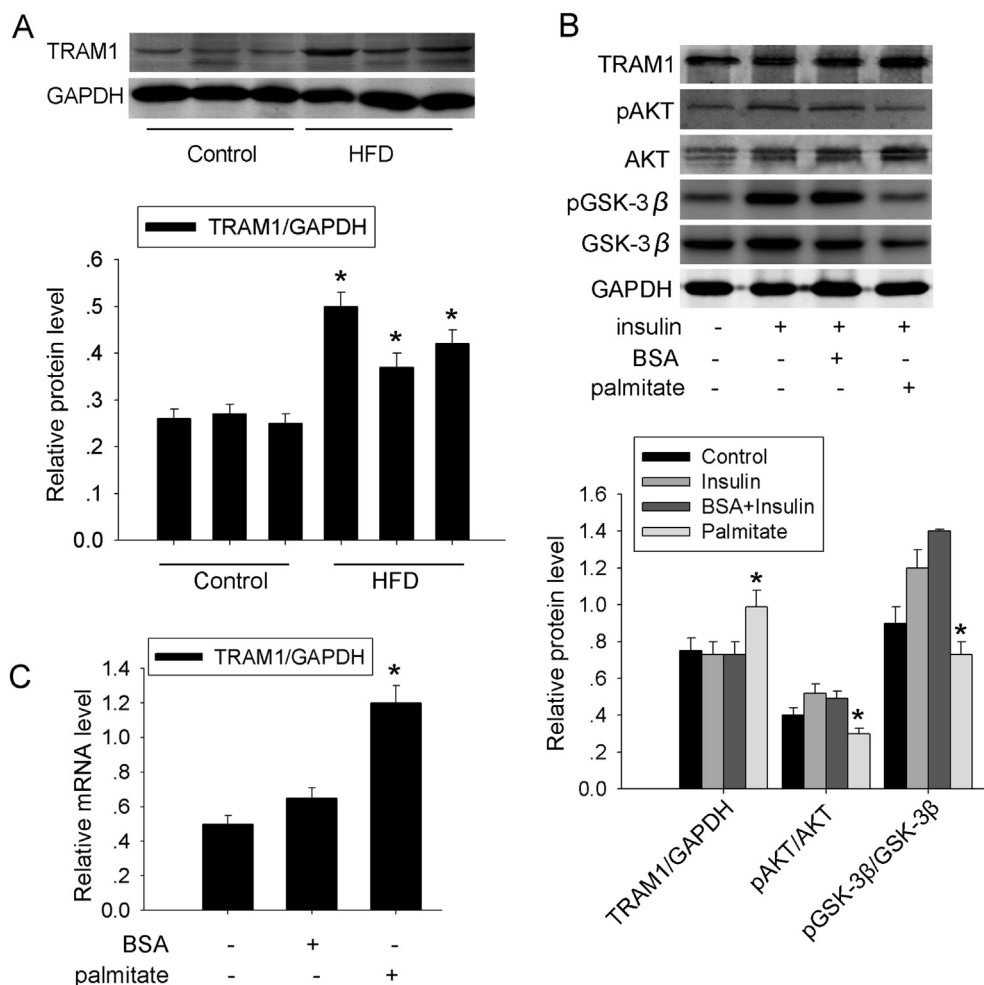 A
TRAM1
GAPDH
Control HFD
TRAM1/GAPDH
Relative protein level
.6
.5
.4
.3
.2
.1
0.0
* * *
Control HFD
B
TRAM1
pAKT
AKT
pGSK-3β
GSK-3β
GAPDH
insulin - + + +
BSA - - + -
palmitate - - - +
Control
Insulin
BSA+Insulin
Palmitate
Relative protein level
1.6
1.4
1.2
1.0
.8
.6
.4
.2
0.0
* * *
TRAM1/GAPDH
pAKT/AKT
pGSK-3β/GSK-3β
C
TRAM1/GAPDH
Relative mRNA level
1.4
1.2
1.0
.8
.6
.4
.2
0.0
*
BSA - + -
palmitate - - +